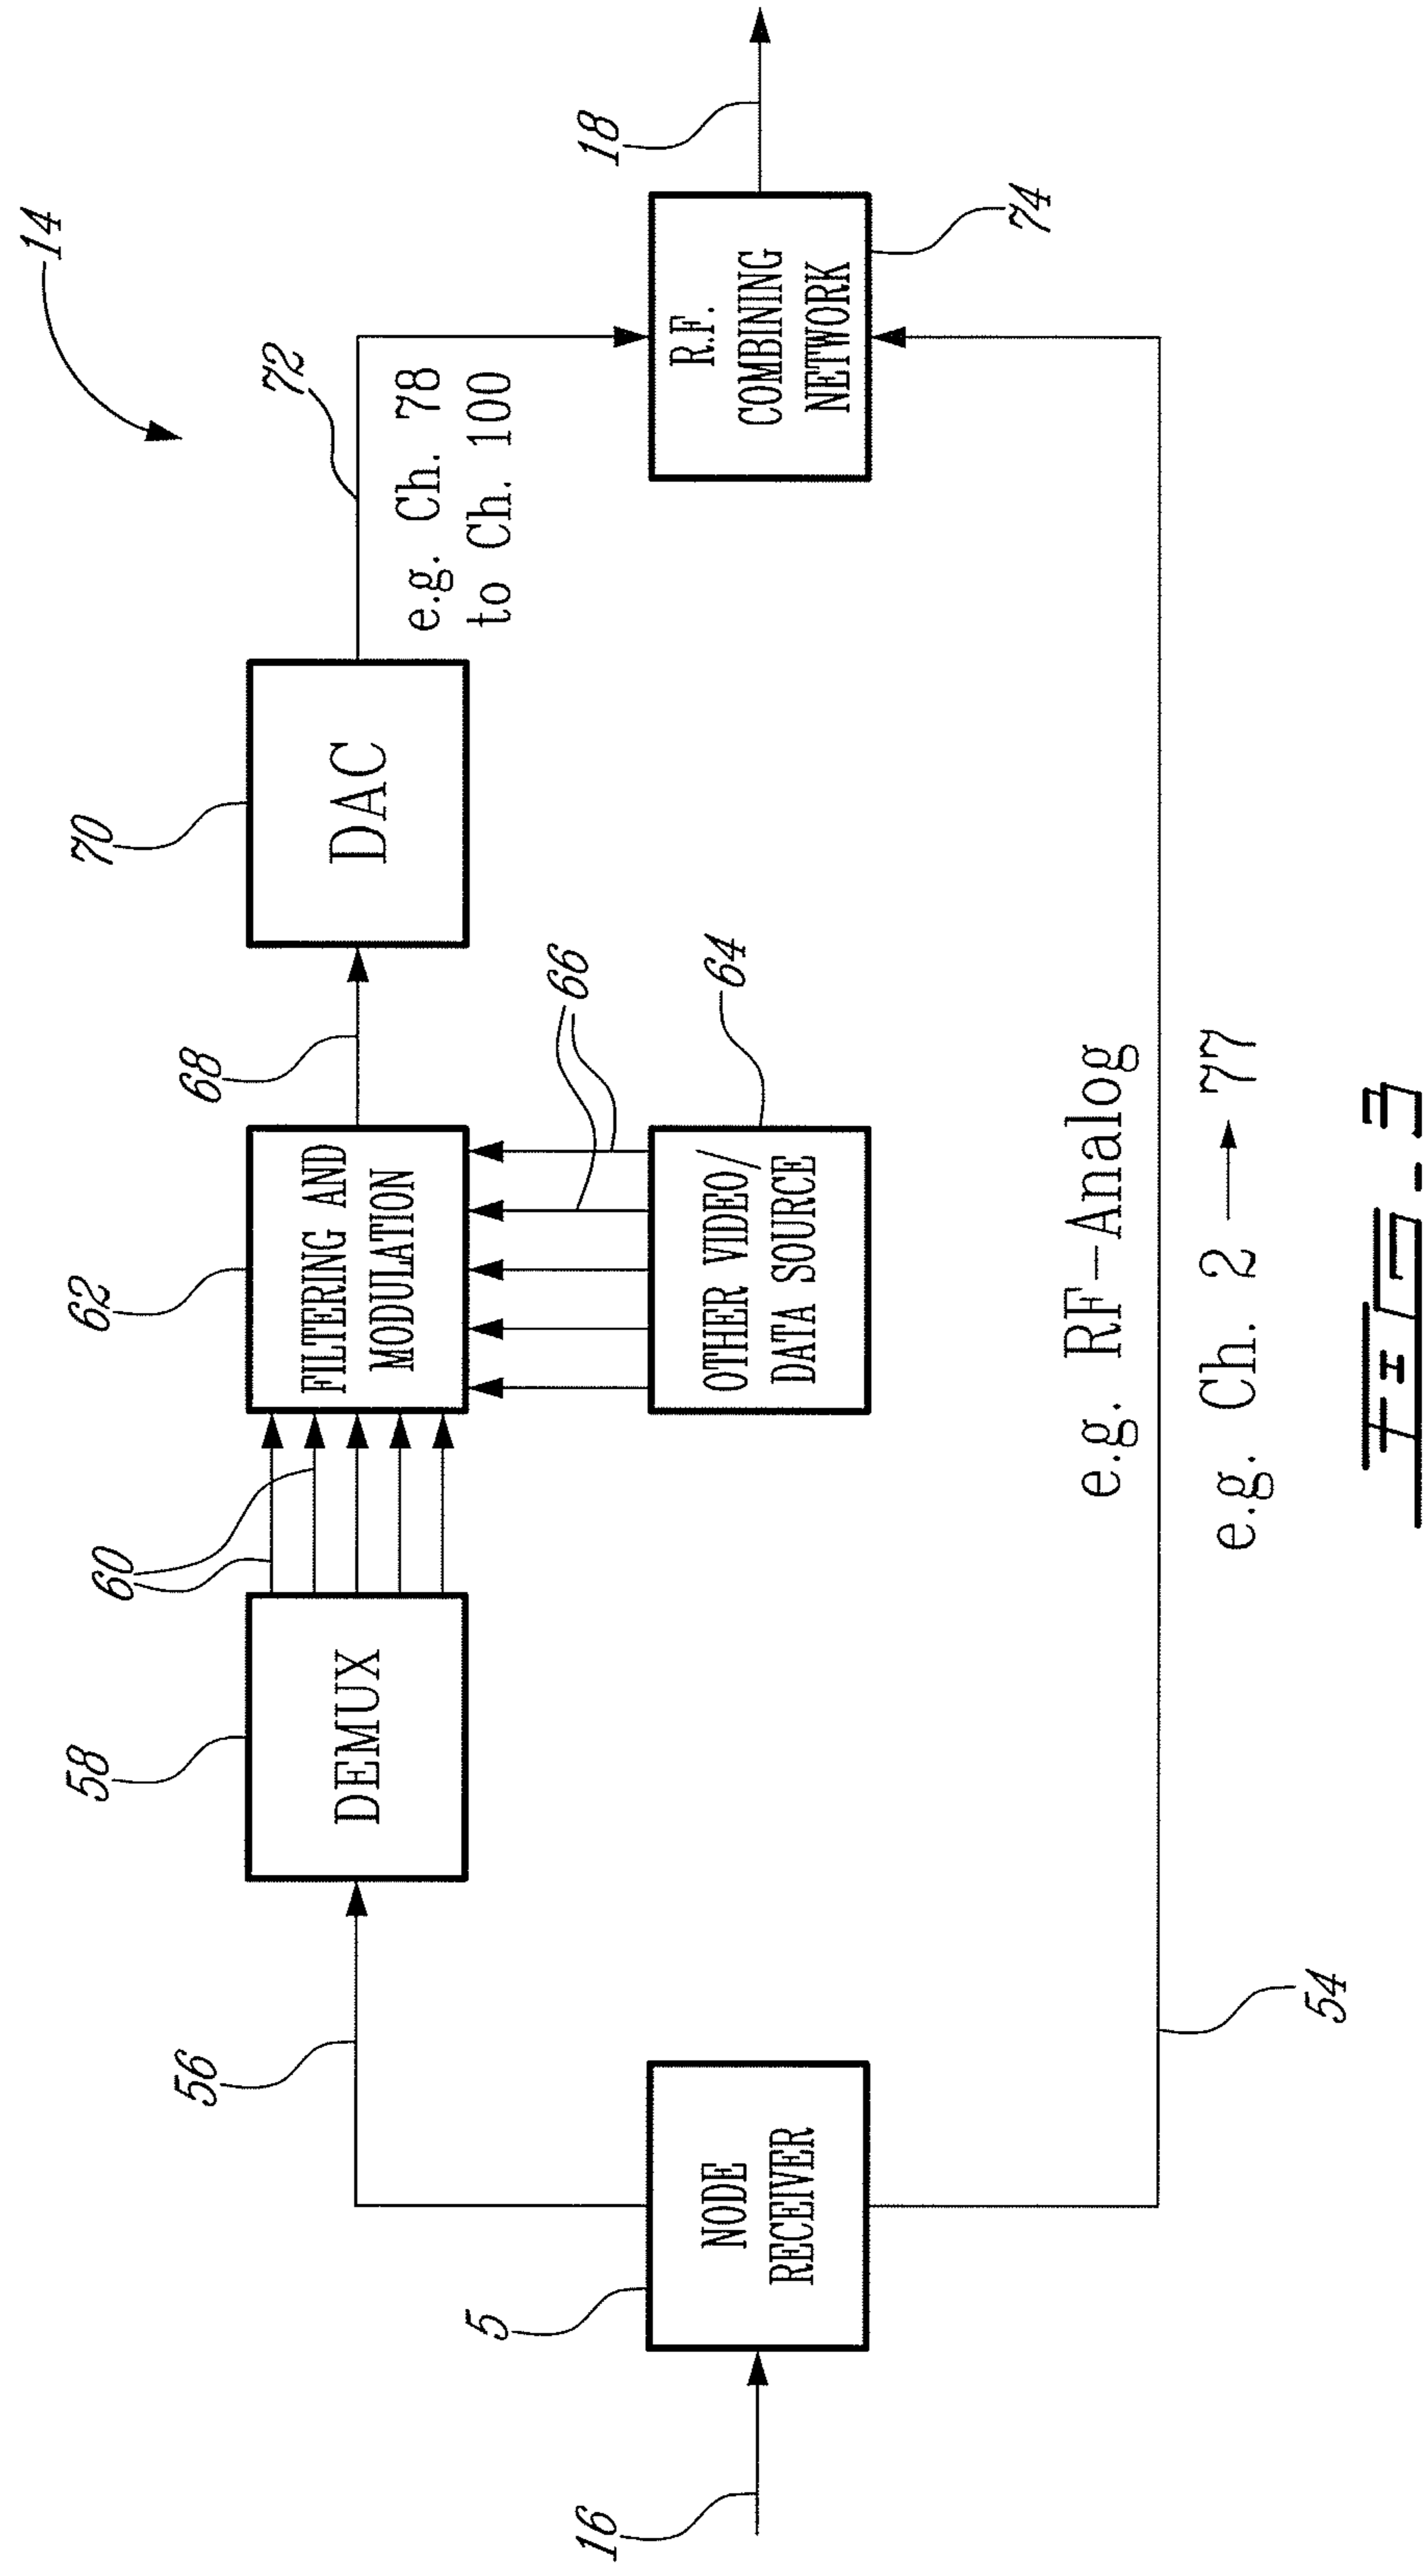 14
16
5
NODE
RECEIVER
56
58
DEMUX
60
62
FILTERING AND
MODULATION
68
70
DAC
72
e.g. Ch. 78
to Ch. 100
66
64
OTHER VIDEO/
DATA SOURCE
R.F.
COMBINING
NETWORK
74
18
e.g. RF-Analog
e.g. Ch. 2 → 77
54
FIG. 3